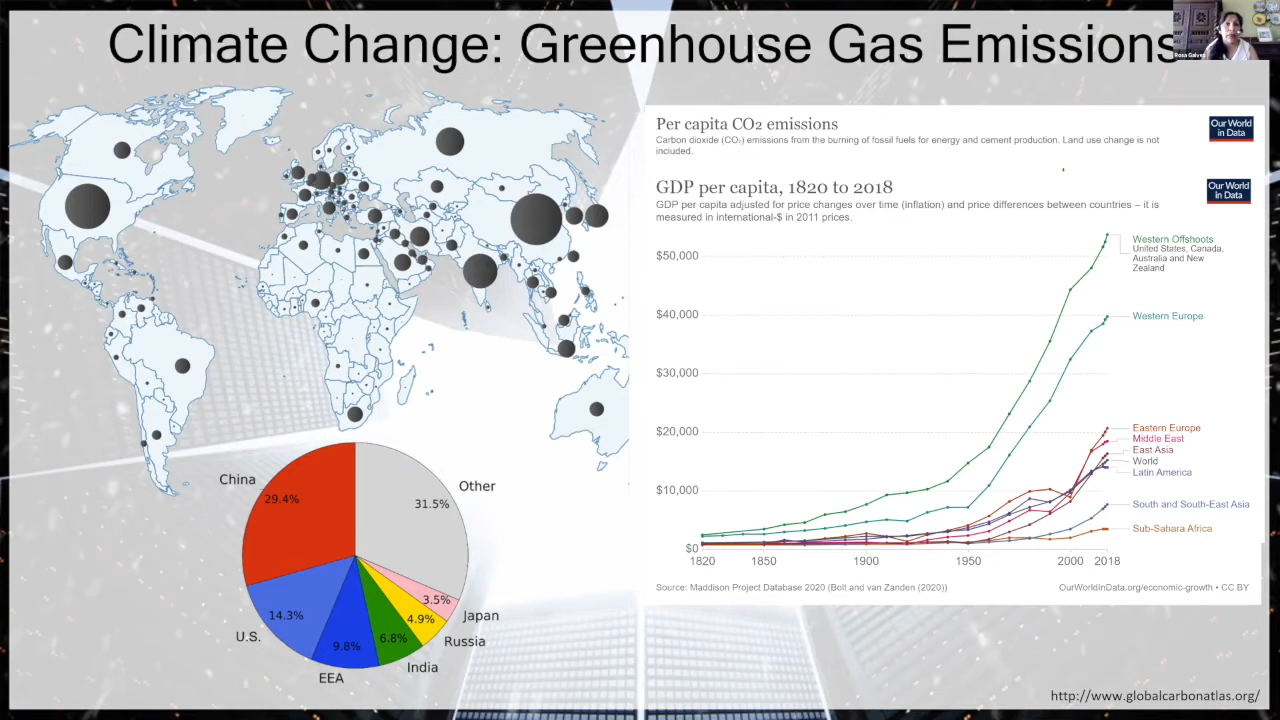 Climate Change: Greenhouse Gas Emissions
Rosa Galvez
Per capita CO₂ emissions
Carbon dioxide (CO₂) emissions from the burning of fossil fuels for energy and cement production. Land use change is not
included.
Our World
in Data
GDP per capita, 1820 to 2018
GDP per capita adjusted for price changes over time (inflation) and price differences between countries – it is
measured in international-$ in 2011 prices.
Our World
in Data
$50,000
$40,000
$30,000
$20,000
$10,000
$0
1820
1850
1900
1950
2000
2018
Western Offshoots
United States, Canada,
Australia and New
Zealand
Western Europe
Eastern Europe
Middle East
East Asia
World
Latin America
South and South-East Asia
Sub-Sahara Africa
Source: Maddison Project Database 2020 (Bolt and van Zanden (2020))
OurWorldInData.org/economic-growth • CC BY
China
29.4%
Other
31.5%
U.S.
14.3%
EEA
9.8%
India
6.8%
Russia
4.9%
Japan
3.5%
http://www.globalcarbonatlas.org/